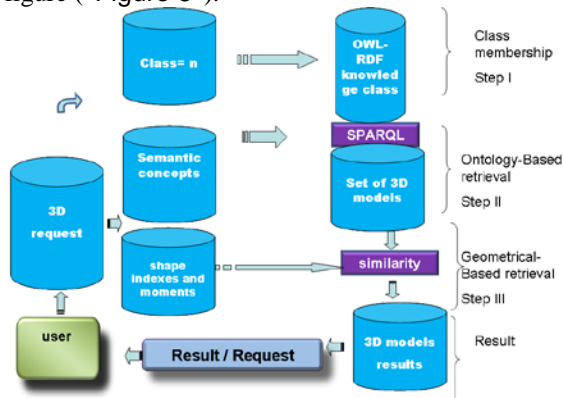 Class= n
OWL-
RDF
knowled
ge class
Class
membership
Step I
SPARQL
Semantic
concepts
Set of 3D
models
Ontology-Based
retrieval
Step II
3D
request
shape
indexes and
moments
similarity
Geometrical-
Based retrieval
Step III
user
Result / Request
3D models
results
Result